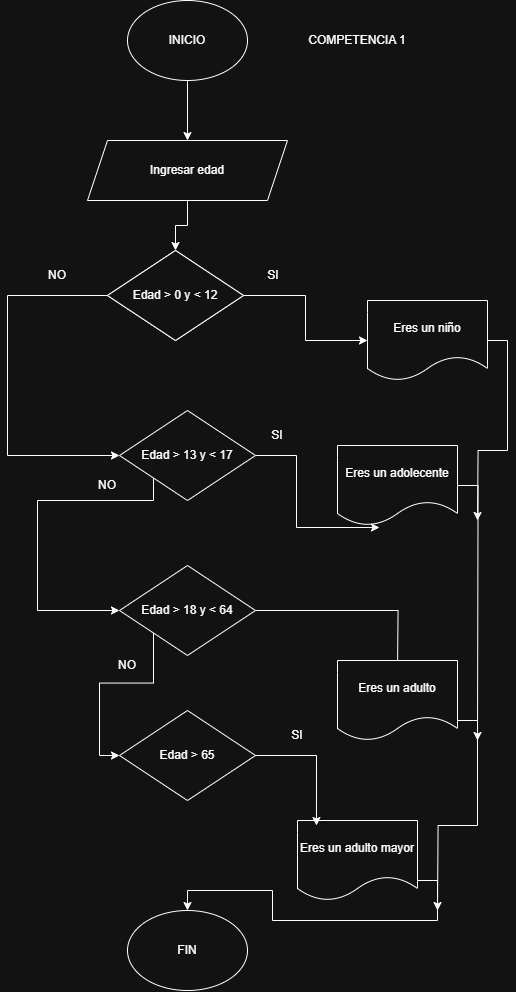 INICIO
COMPETENCIA 1
Ingresar edad
NO
SI
Edad > 0 y < 12
Eres un niño
SI
Edad > 13 y < 17
NO
Eres un adolecente
Edad > 18 y < 64
NO
Eres un adulto
SI
Edad > 65
Eres un adulto mayor
FIN